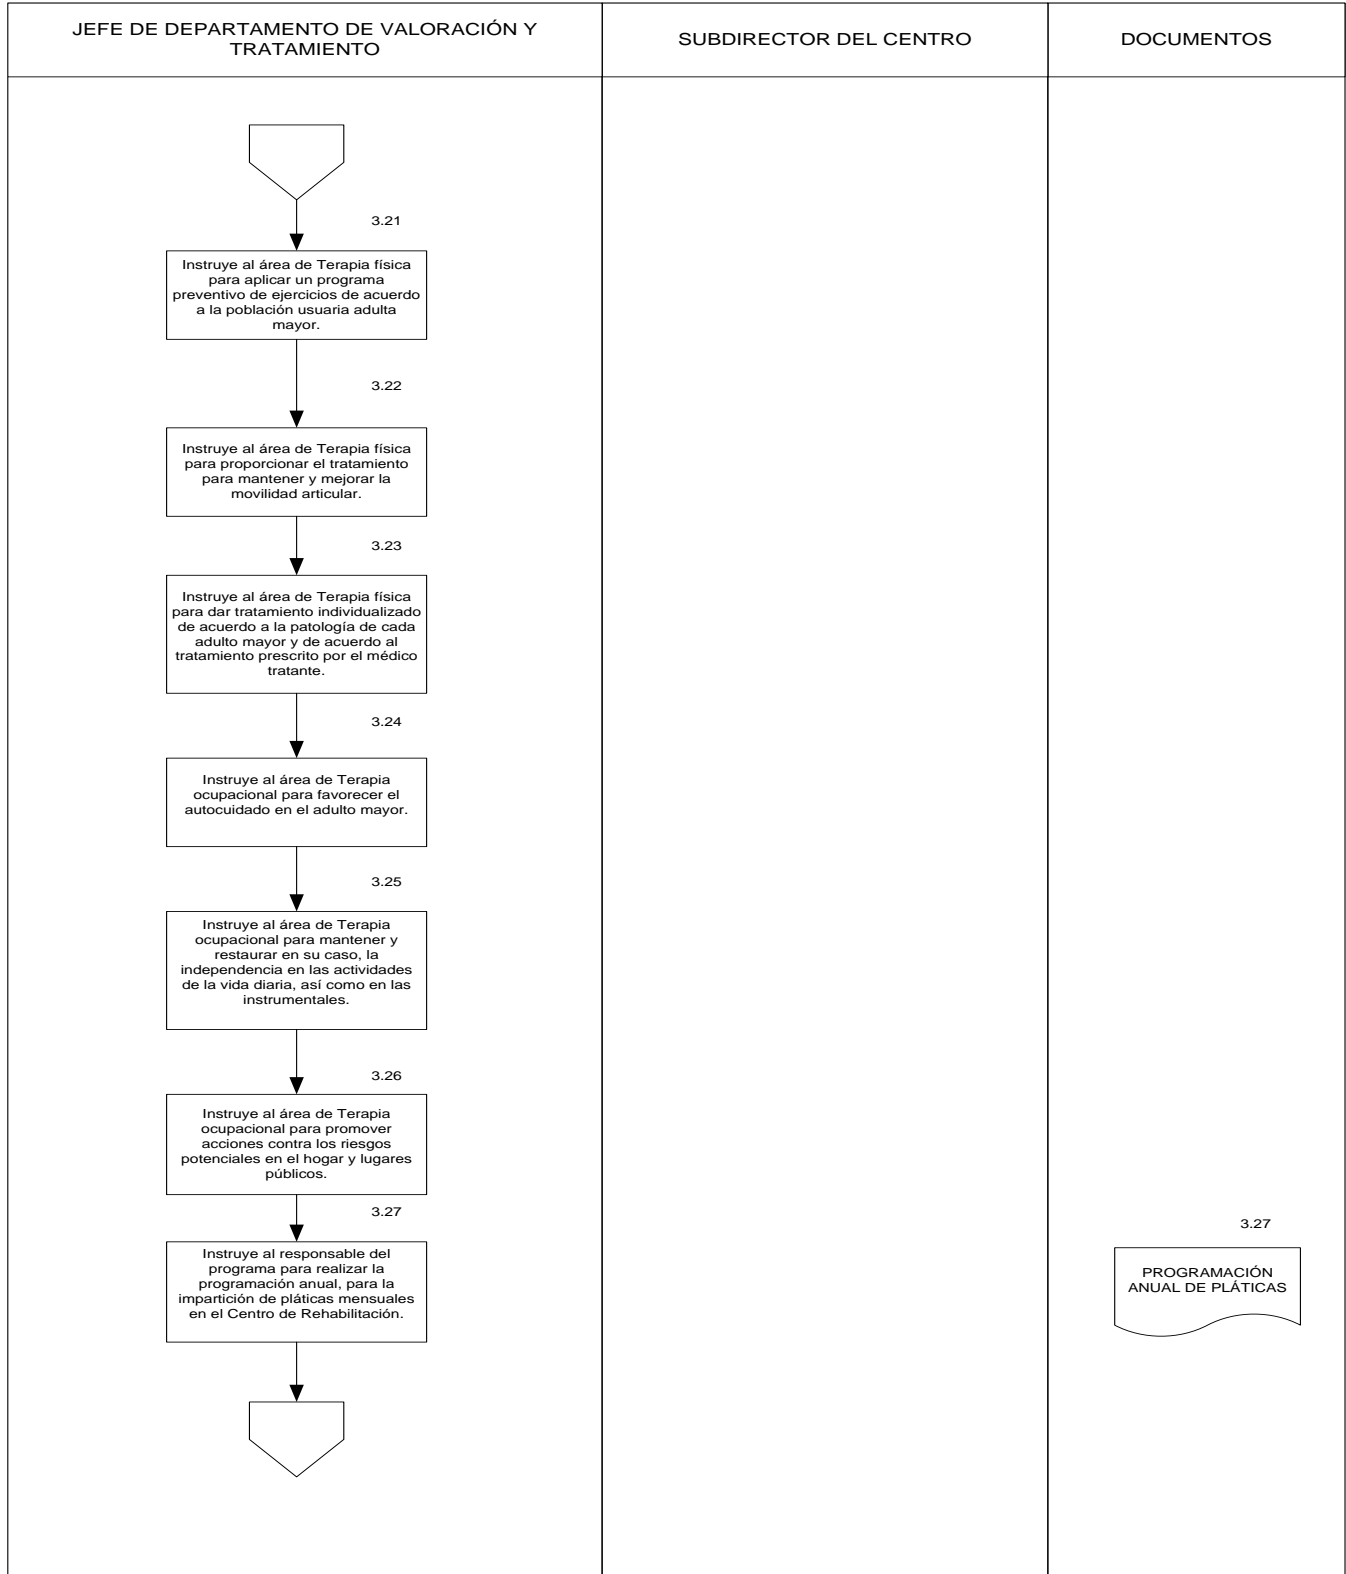 JEFE DE DEPARTAMENTO DE VALORACIÓN Y
TRATAMIENTO
SUBDIRECTOR DEL CENTRO
DOCUMENTOS
3.21
Instruye al área de Terapia física
para aplicar un programa
preventivo de ejercicios de acuerdo
a la población usuaria adulta
mayor.
3.22
Instruye al área de Terapia física
para proporcionar el tratamiento
para mantener y mejorar la
movilidad articular.
3.23
Instruye al área de Terapia física
para dar tratamiento individualizado
de acuerdo a la patología de cada
adulto mayor y de acuerdo al
tratamiento prescrito por el médico
tratante.
3.24
Instruye al área de Terapia
ocupacional para favorecer el
autocuidado en el adulto mayor.
3.25
Instruye al área de Terapia
ocupacional para mantener y
restaurar en su caso, la
independencia en las actividades
de la vida diaria, así como en las
instrumentales.
3.26
Instruye al área de Terapia
ocupacional para promover
acciones contra los riesgos
potenciales en el hogar y lugares
públicos.
3.27
Instruye al responsable del
programa para realizar la
programación anual, para la
impartición de pláticas mensuales
en el Centro de Rehabilitación.
3.27
PROGRAMACIÓN
ANUAL DE PLÁTICAS